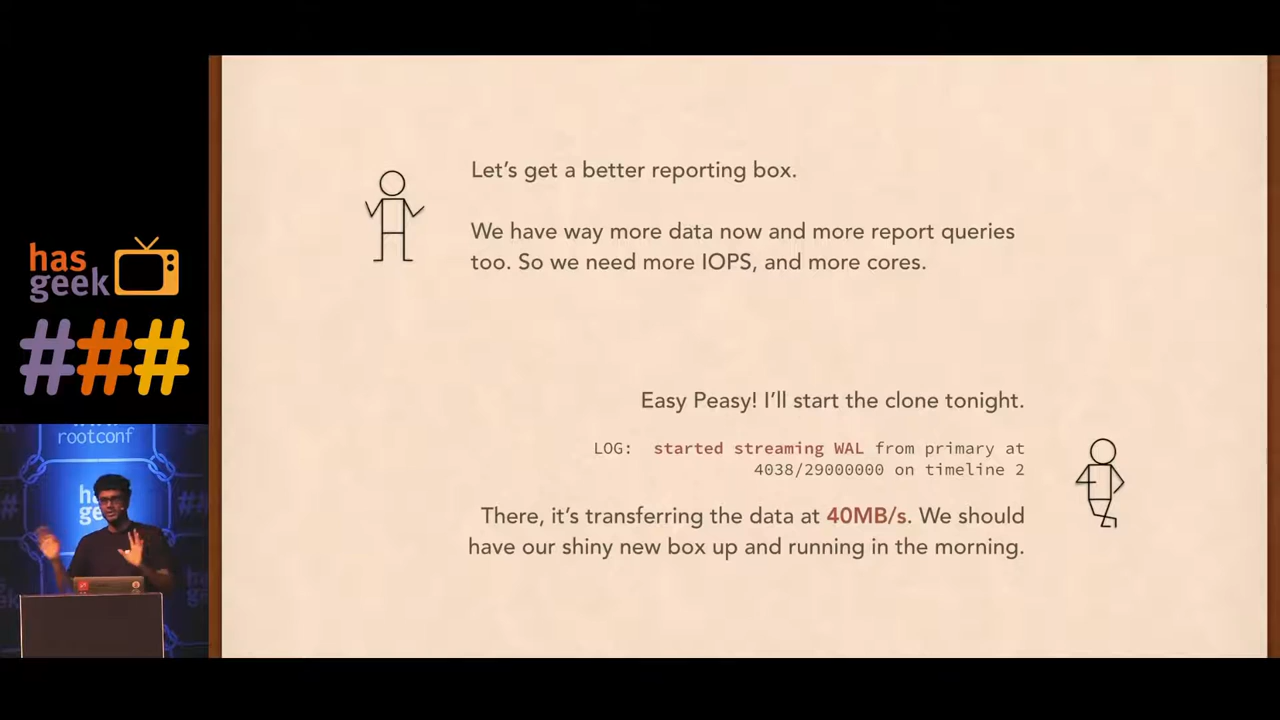 Let's get a better reporting box.
We have way more data now and more report queries
too. So we need more IOPS, and more cores.
Easy Peasy! I'll start the clone tonight.
LOG: started streaming WAL from primary at
4038/29000000 on timeline 2
There, it's transferring the data at 40MB/s. We should
have our shiny new box up and running in the morning.
has
geek
###
rootconf
has
geek